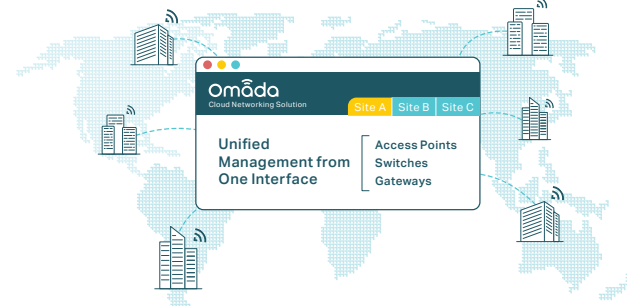 Omada
Cloud Networking Solution
Site A
Site B
Site C
Unified
Management from
One Interface
Access Points
Switches
Gateways